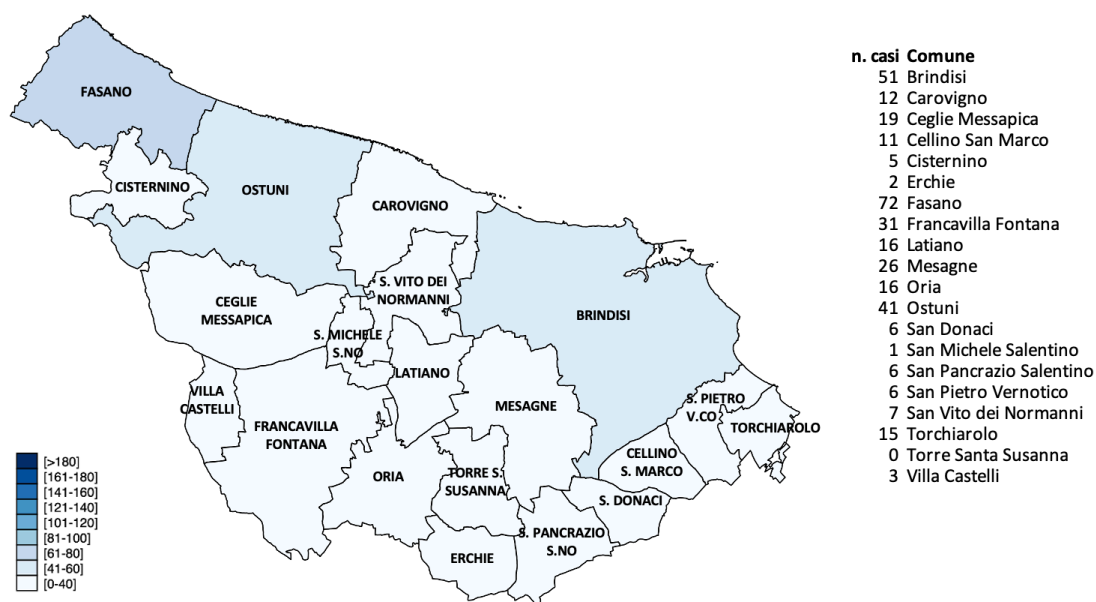 FASANO
CISTERNINO
OSTUNI
CAROVIGNO
S. VITO DEI
NORMANNI
CEGLIE
MESSAPICA
S. MICHELE
S.NO
BRINDISI
LATIANO
VILLA
CASTELLI
FRANCAVILLA
FONTANA
MESAGNE
S. PIETRO
V.CO
TORCHIAROLO
CELLINO
S. MARCO
ORIA
TORRE S.
SUSANNA
S. DONACI
S. PANCRAZIO
S.NO
ERCHIE
[>180]
[161-180]
[141-160]
[121-140]
[101-120]
[81-100]
[61-80]
[41-60]
[0-40]
n. casi Comune
51 Brindisi
12 Carovigno
19 Ceglie Messapica
11 Cellino San Marco
5 Cisternino
2 Erchie
72 Fasano
31 Francavilla Fontana
16 Latiano
26 Mesagne
16 Oria
41 Ostuni
6 San Donaci
1 San Michele Salentino
6 San Pancrazio Salentino
6 San Pietro Vernotico
7 San Vito dei Normanni
15 Torchiarolo
0 Torre Santa Susanna
3 Villa Castelli